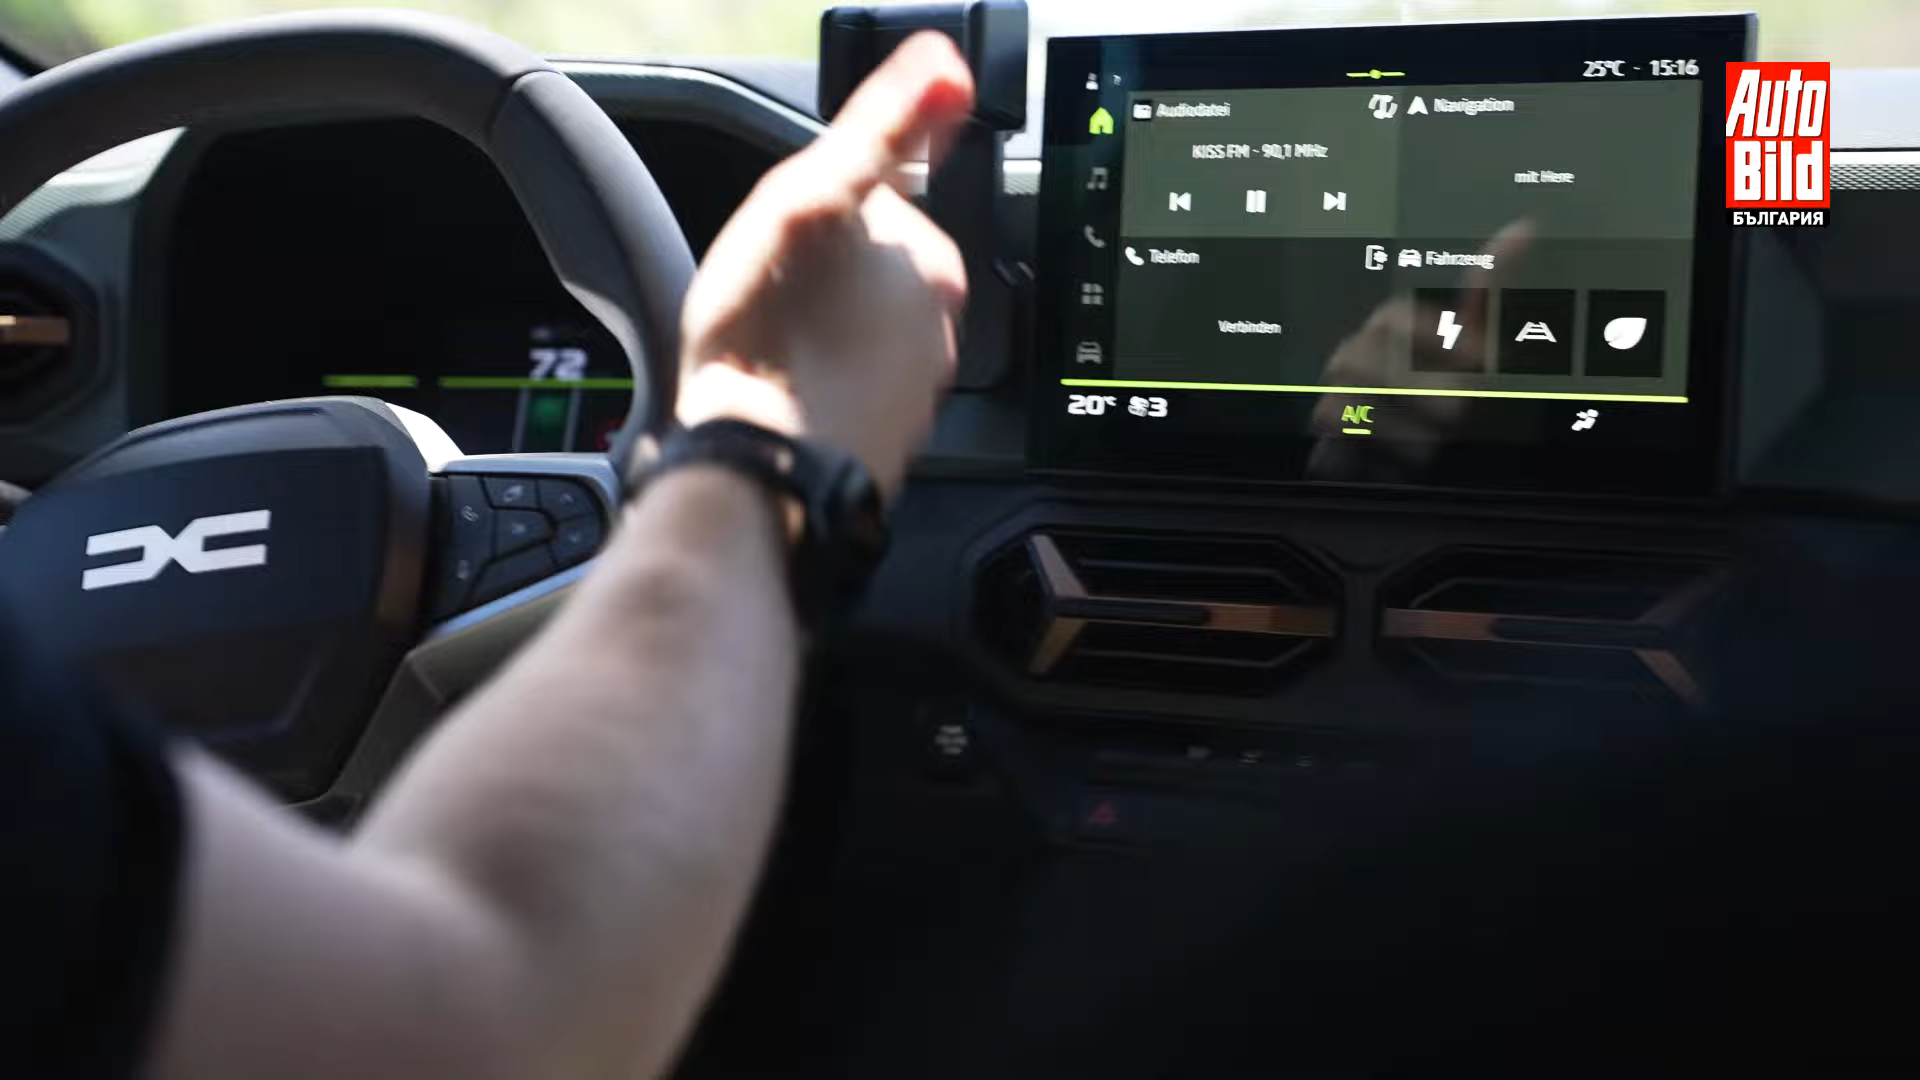 25°C - 15:16
Audiodatei
Navigation
KISS FM - 90,1 MHz
mit Here
Telefon
Fahrzeug
Verbinden
72
20°C 3
A/C
Auto
Bild
БЪЛГАРИЯ